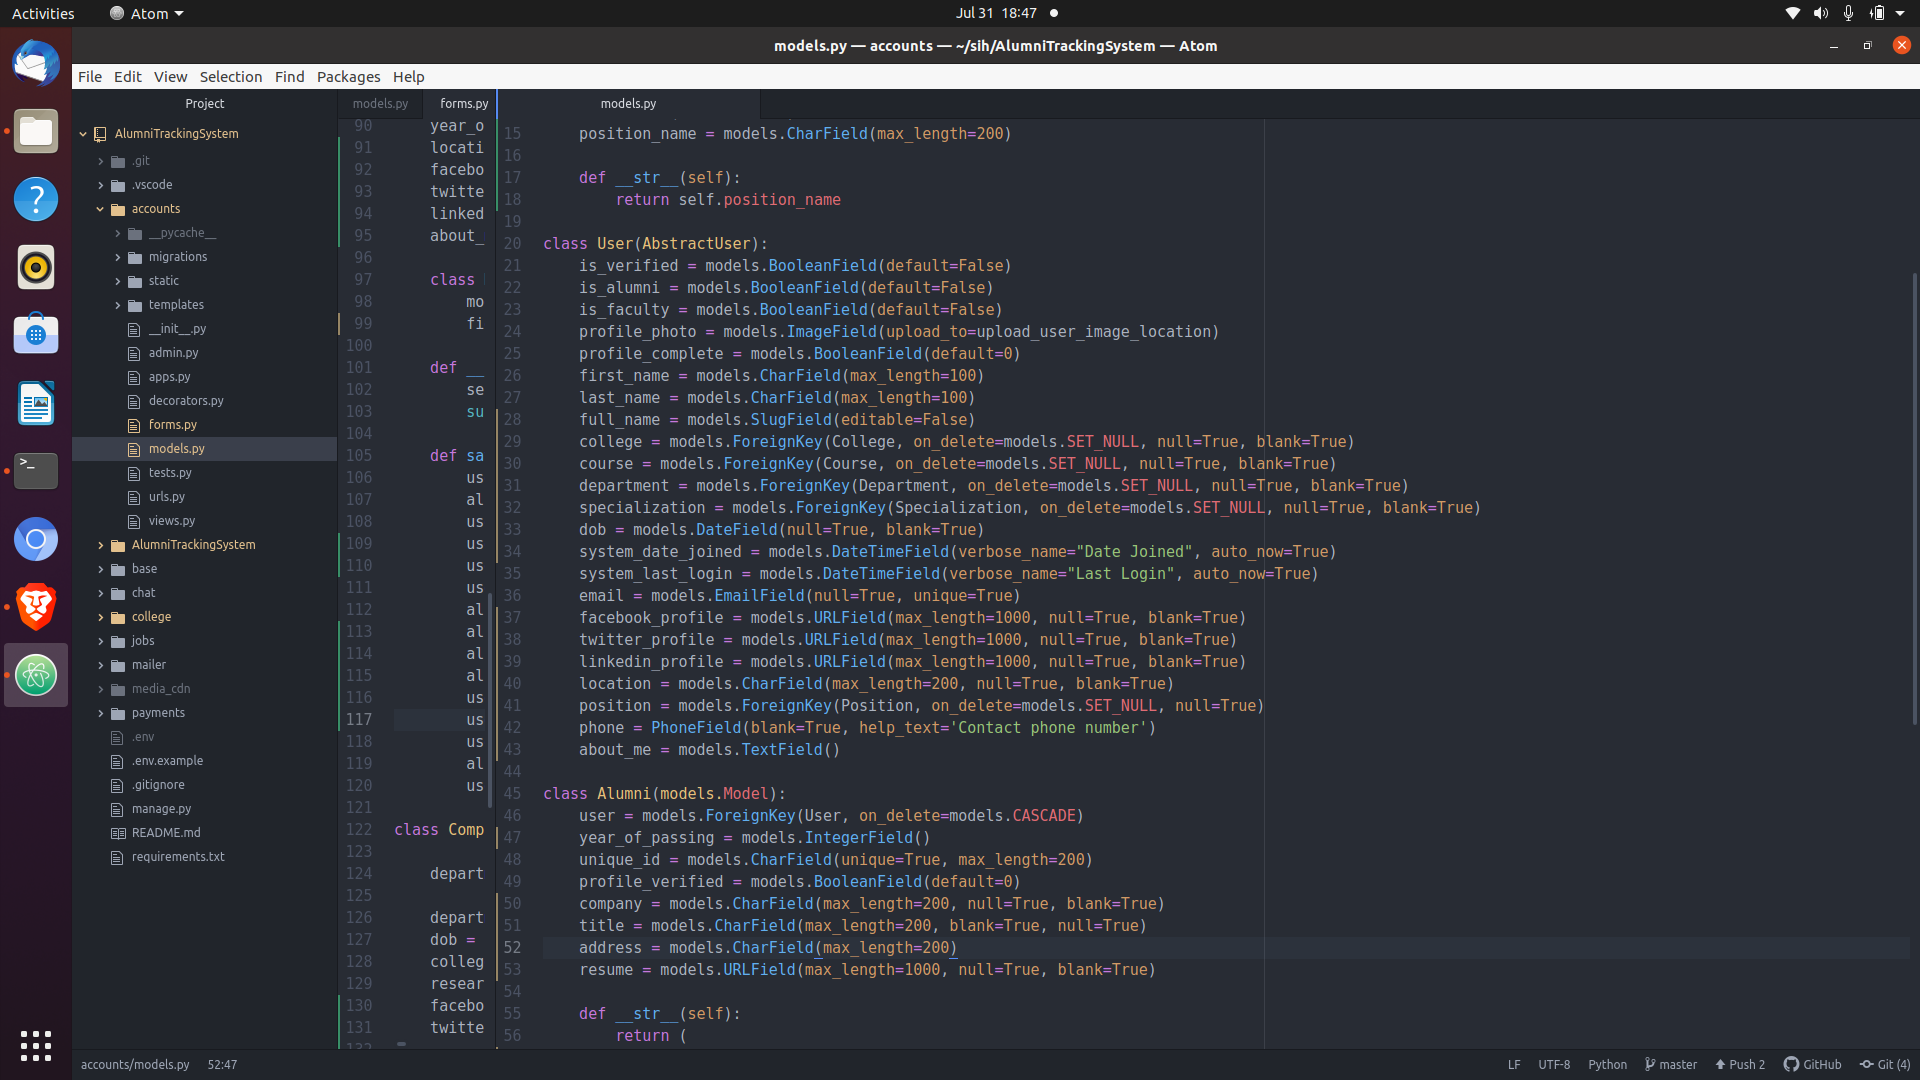 Activities
Atom
Jul 31 18:47
models.py — accounts — ~/sih/AlumniTrackingSystem — Atom
File Edit View Selection Find Packages Help
Project
AlumniTrackingSystem
.git
.vscode
accounts
__pycache__
migrations
static
templates
__init__.py
admin.py
apps.py
decorators.py
forms.py
models.py
tests.py
urls.py
views.py
AlumniTrackingSystem
base
chat
college
jobs
mailer
media_cdn
payments
.env
.env.example
.gitignore
manage.py
README.md
requirements.txt
models.py
forms.py
90 year_o
91 locati
92 facebo
93 twitte
94 linked
95 about_
96
97 class
98 mo
99 fi
100
101 def __
102 se
103 su
104
105 def sa
106 us
107 al
108 us
109 us
110 us
111 us
112 al
113 al
114 al
115 al
116 us
117 us
118 us
119 al
120 us
121
122 class Comp
123
124 depart
125
126 depart
127 dob =
128 colleg
129 resear
130 facebo
131 twitte
132
models.py
15 position_name = models.CharField(max_length=200)
16
17 def __str__(self):
18 return self.position_name
19
20 class User(AbstractUser):
21 is_verified = models.BooleanField(default=False)
22 is_alumni = models.BooleanField(default=False)
23 is_faculty = models.BooleanField(default=False)
24 profile_photo = models.ImageField(upload_to=upload_user_image_location)
25 profile_complete = models.BooleanField(default=0)
26 first_name = models.CharField(max_length=100)
27 last_name = models.CharField(max_length=100)
28 full_name = models.SlugField(editable=False)
29 college = models.ForeignKey(College, on_delete=models.SET_NULL, null=True, blank=True)
30 course = models.ForeignKey(Course, on_delete=models.SET_NULL, null=True, blank=True)
31 department = models.ForeignKey(Department, on_delete=models.SET_NULL, null=True, blank=True)
32 specialization = models.ForeignKey(Specialization, on_delete=models.SET_NULL, null=True, blank=True)
33 dob = models.DateField(null=True, blank=True)
34 system_date_joined = models.DateTimeField(verbose_name="Date Joined", auto_now=True)
35 system_last_login = models.DateTimeField(verbose_name="Last Login", auto_now=True)
36 email = models.EmailField(null=True, unique=True)
37 facebook_profile = models.URLField(max_length=1000, null=True, blank=True)
38 twitter_profile = models.URLField(max_length=1000, null=True, blank=True)
39 linkedin_profile = models.URLField(max_length=1000, null=True, blank=True)
40 location = models.CharField(max_length=200, null=True, blank=True)
41 position = models.ForeignKey(Position, on_delete=models.SET_NULL, null=True)
42 phone = PhoneField(blank=True, help_text='Contact phone number')
43 about_me = models.TextField()
44
45 class Alumni(models.Model):
46 user = models.ForeignKey(User, on_delete=models.CASCADE)
47 year_of_passing = models.IntegerField()
48 unique_id = models.CharField(unique=True, max_length=200)
49 profile_verified = models.BooleanField(default=0)
50 company = models.CharField(max_length=200, null=True, blank=True)
51 title = models.CharField(max_length=200, blank=True, null=True)
52 address = models.CharField(max_length=200)
53 resume = models.URLField(max_length=1000, null=True, blank=True)
54
55 def __str__(self):
56 return (
accounts/models.py 52:47
LF UTF-8 Python master Push 2 GitHub Git (4)